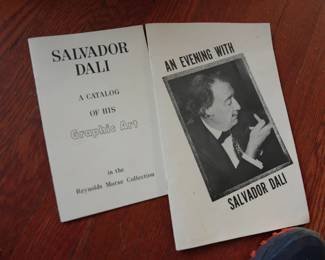 SALVADOR
DALI
A CATALOG
OF HIS
Graphic Art
in the
Reynolds Morse Collection
AN EVENING WITH
SALVADOR DALI